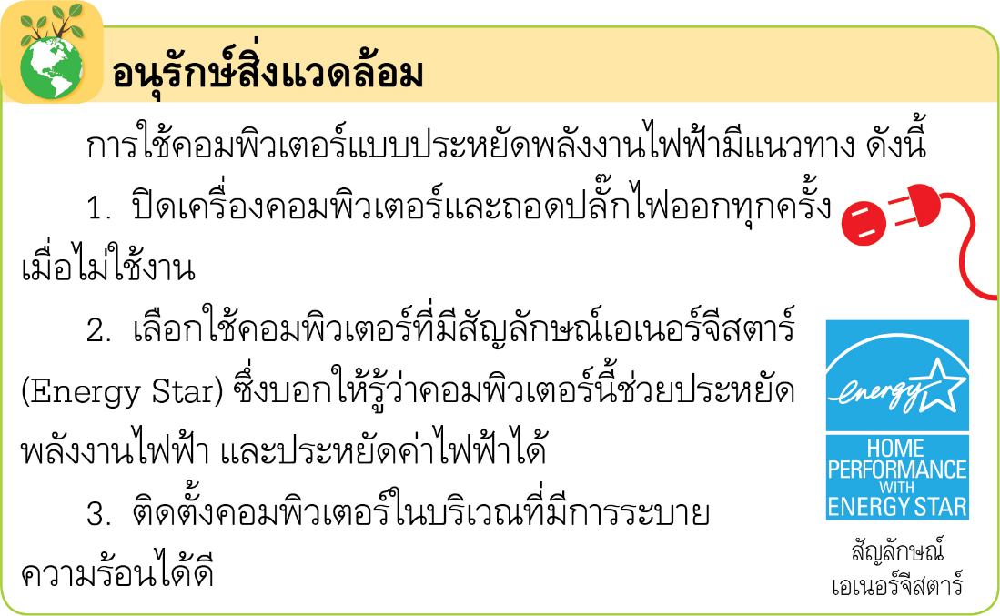 อนุรักษ์สิ่งแวดล้อม
การใช้คอมพิวเตอร์แบบประหยัดพลังงานไฟฟ้ามีแนวทาง ดังนี้
1. ปิดเครื่องคอมพิวเตอร์และถอดปลั๊กไฟออกทุกครั้ง
เมื่อไม่ใช้งาน
2. เลือกใช้คอมพิวเตอร์ที่มีสัญลักษณ์เอเนอร์จีสตาร์
(Energy Star) ซึ่งบอกให้รู้ว่าคอมพิวเตอร์นี้ช่วยประหยัด
พลังงานไฟฟ้า และประหยัดค่าไฟฟ้าได้
3. ติดตั้งคอมพิวเตอร์ในบริเวณที่มีการระบาย
ความร้อนได้ดี
energy
HOME
PERFORMANCE
WITH
ENERGY STAR
สัญลักษณ์
เอเนอร์จีสตาร์